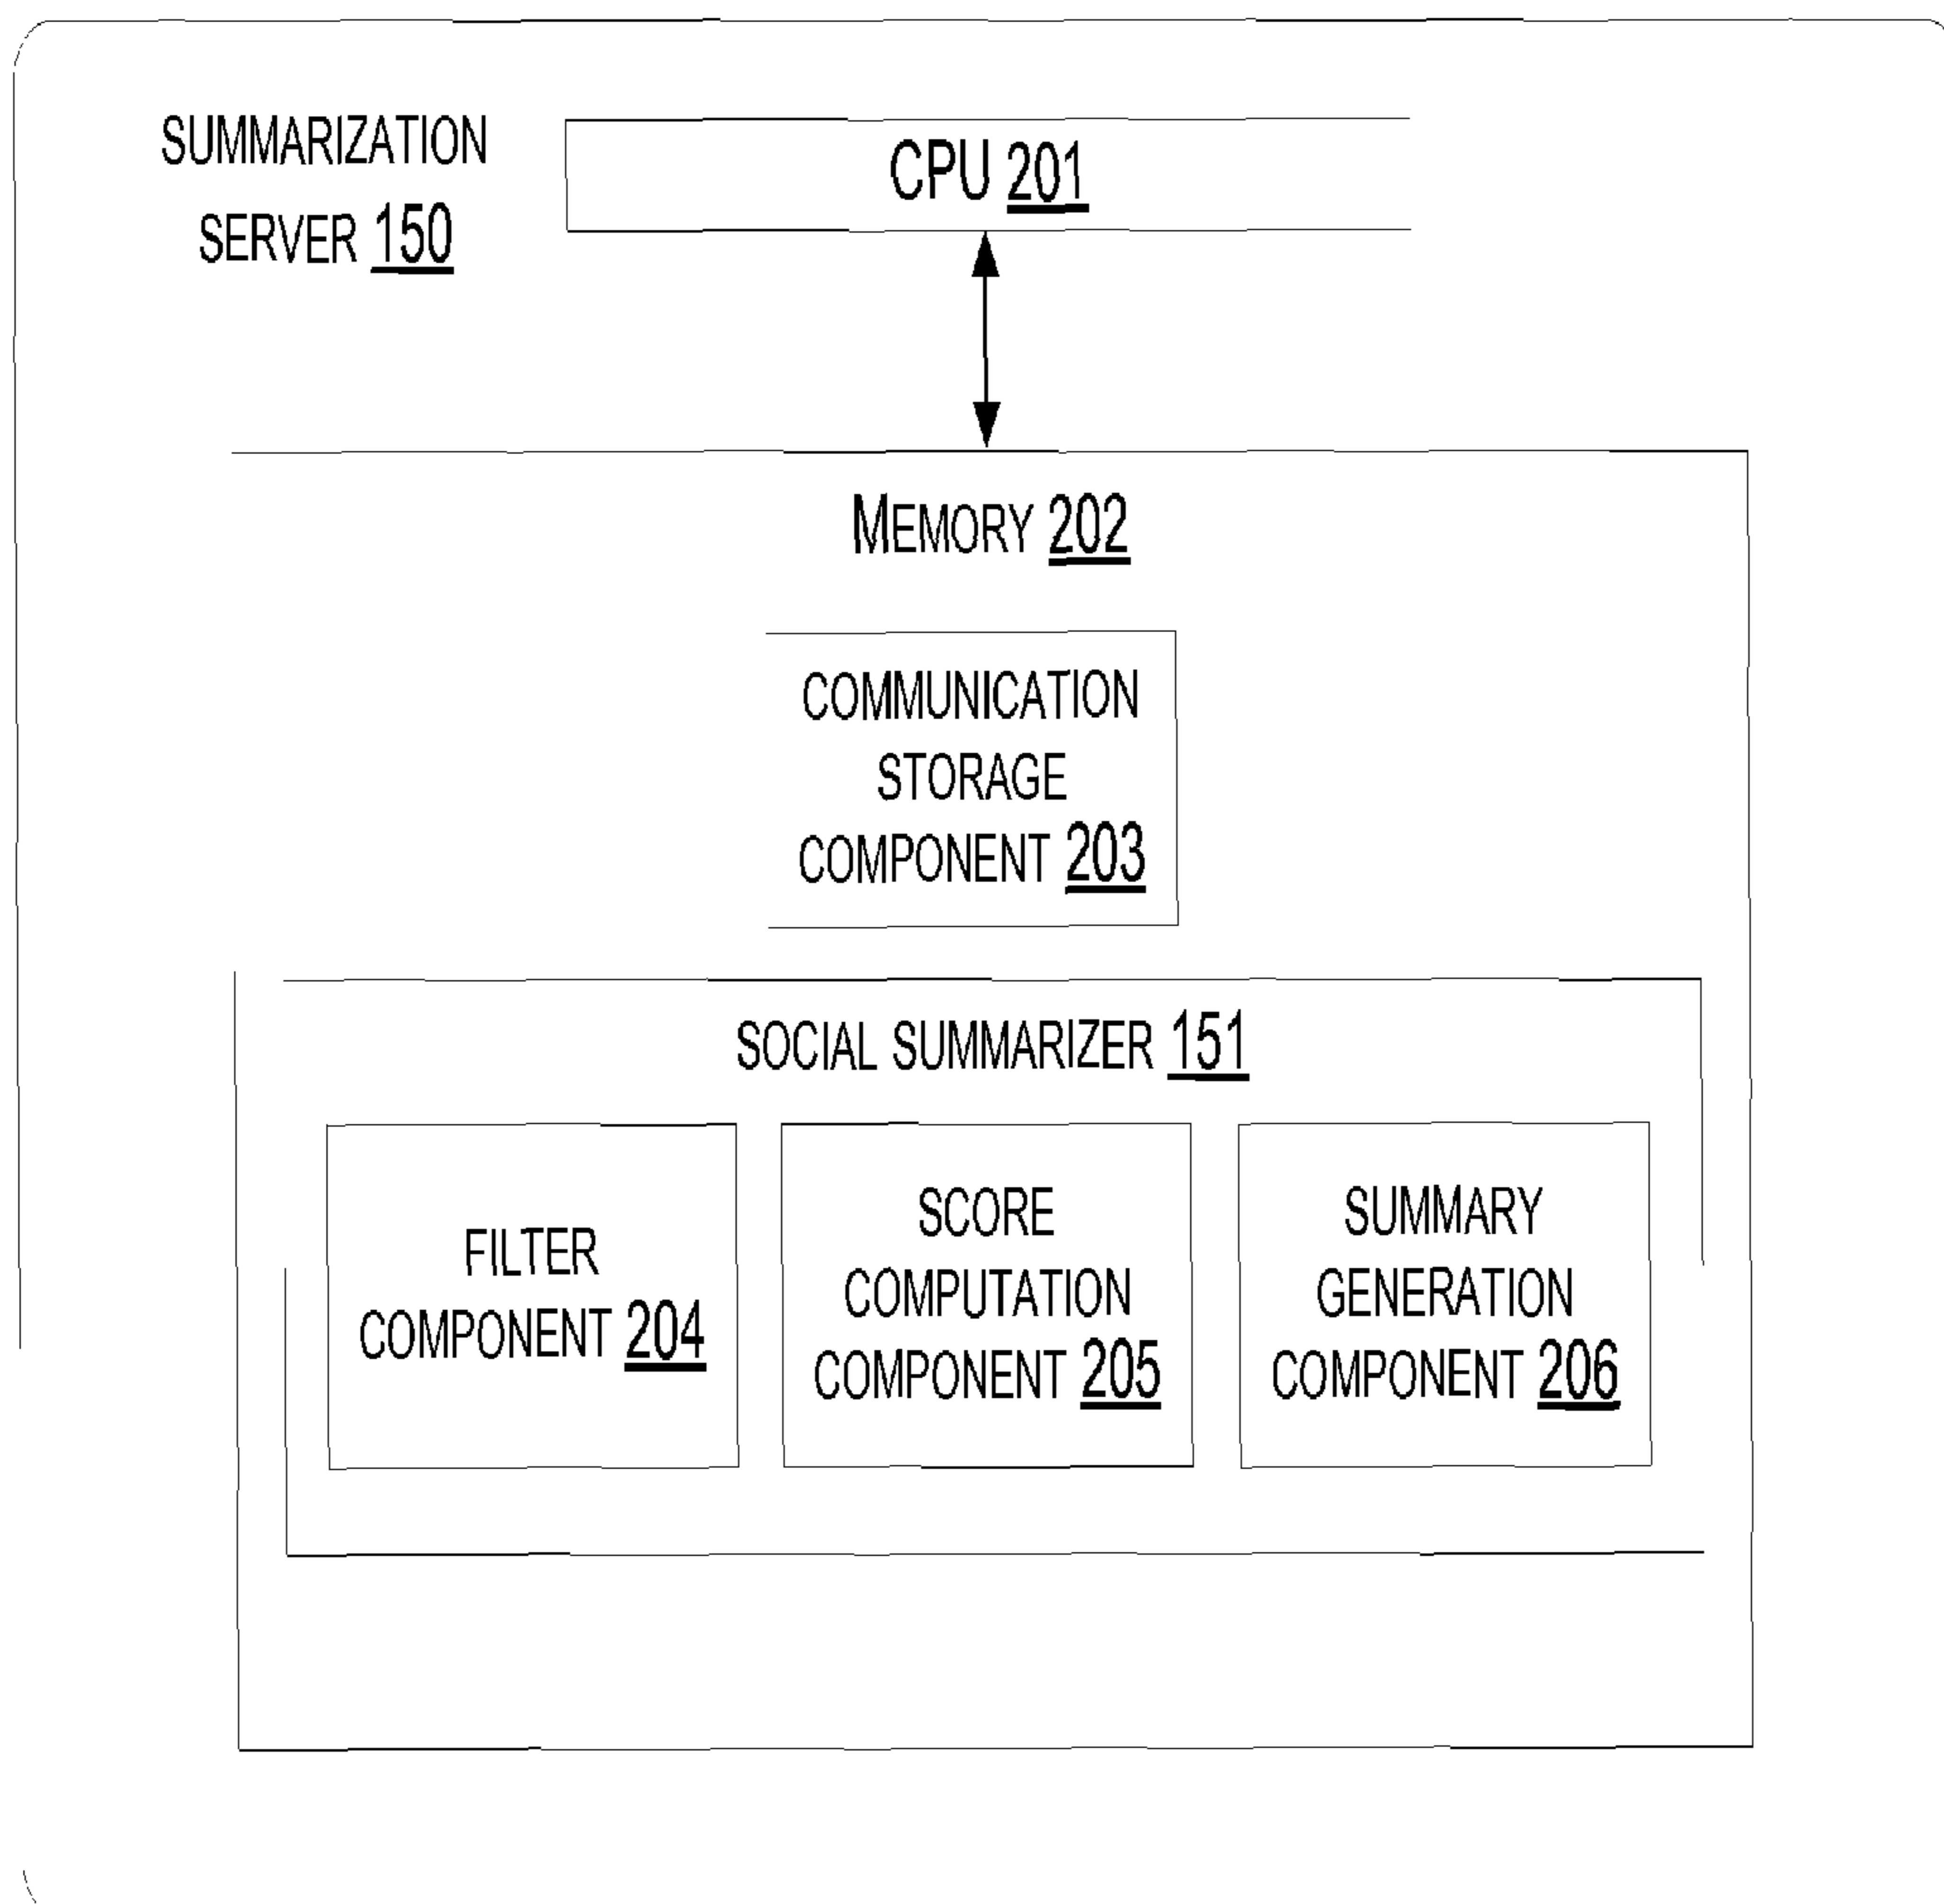 SUMMARIZATION
SERVER 150
CPU 201
MEMORY 202
COMMUNICATION
STORAGE
COMPONENT 203
SOCIAL SUMMARIZER 151
FILTER
COMPONENT 204
SCORE
COMPUTATION
COMPONENT 205
SUMMARY
GENERATION
COMPONENT 206